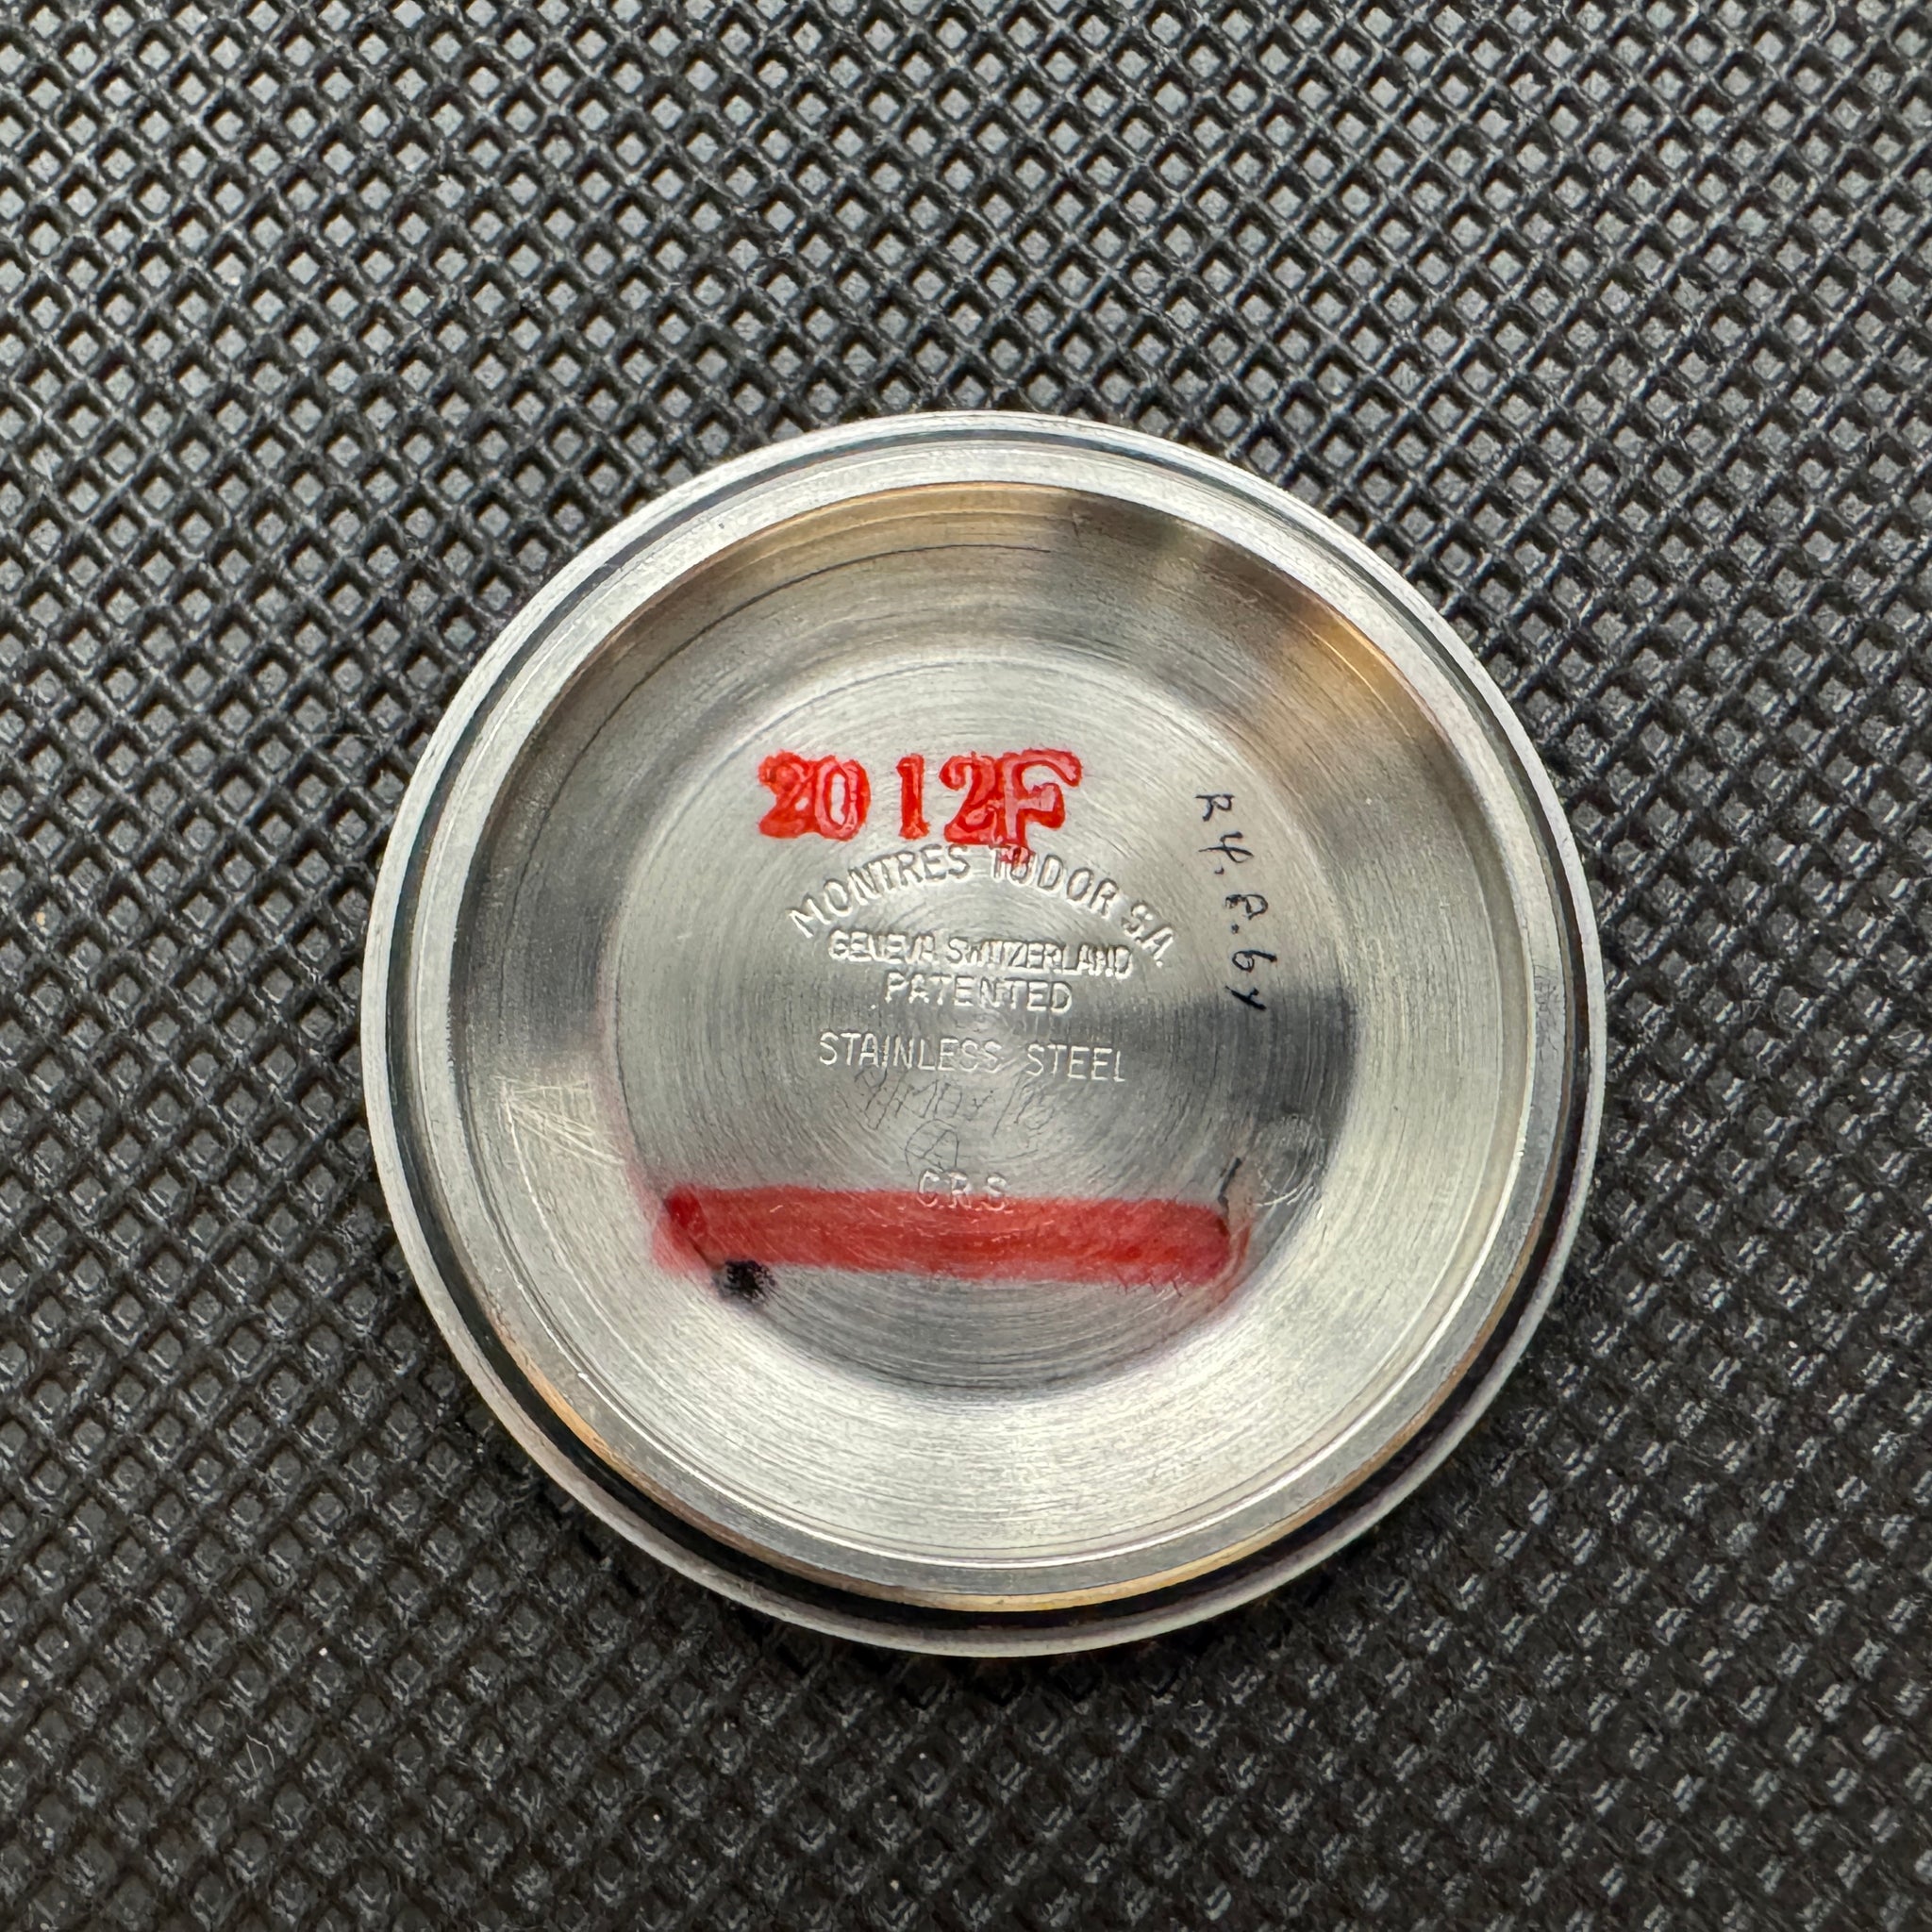 2012F
MONTRES TUDOR SA.
GENEVA SWITZERLAND
PATENTED
STAINLESS STEEL
C.R.S